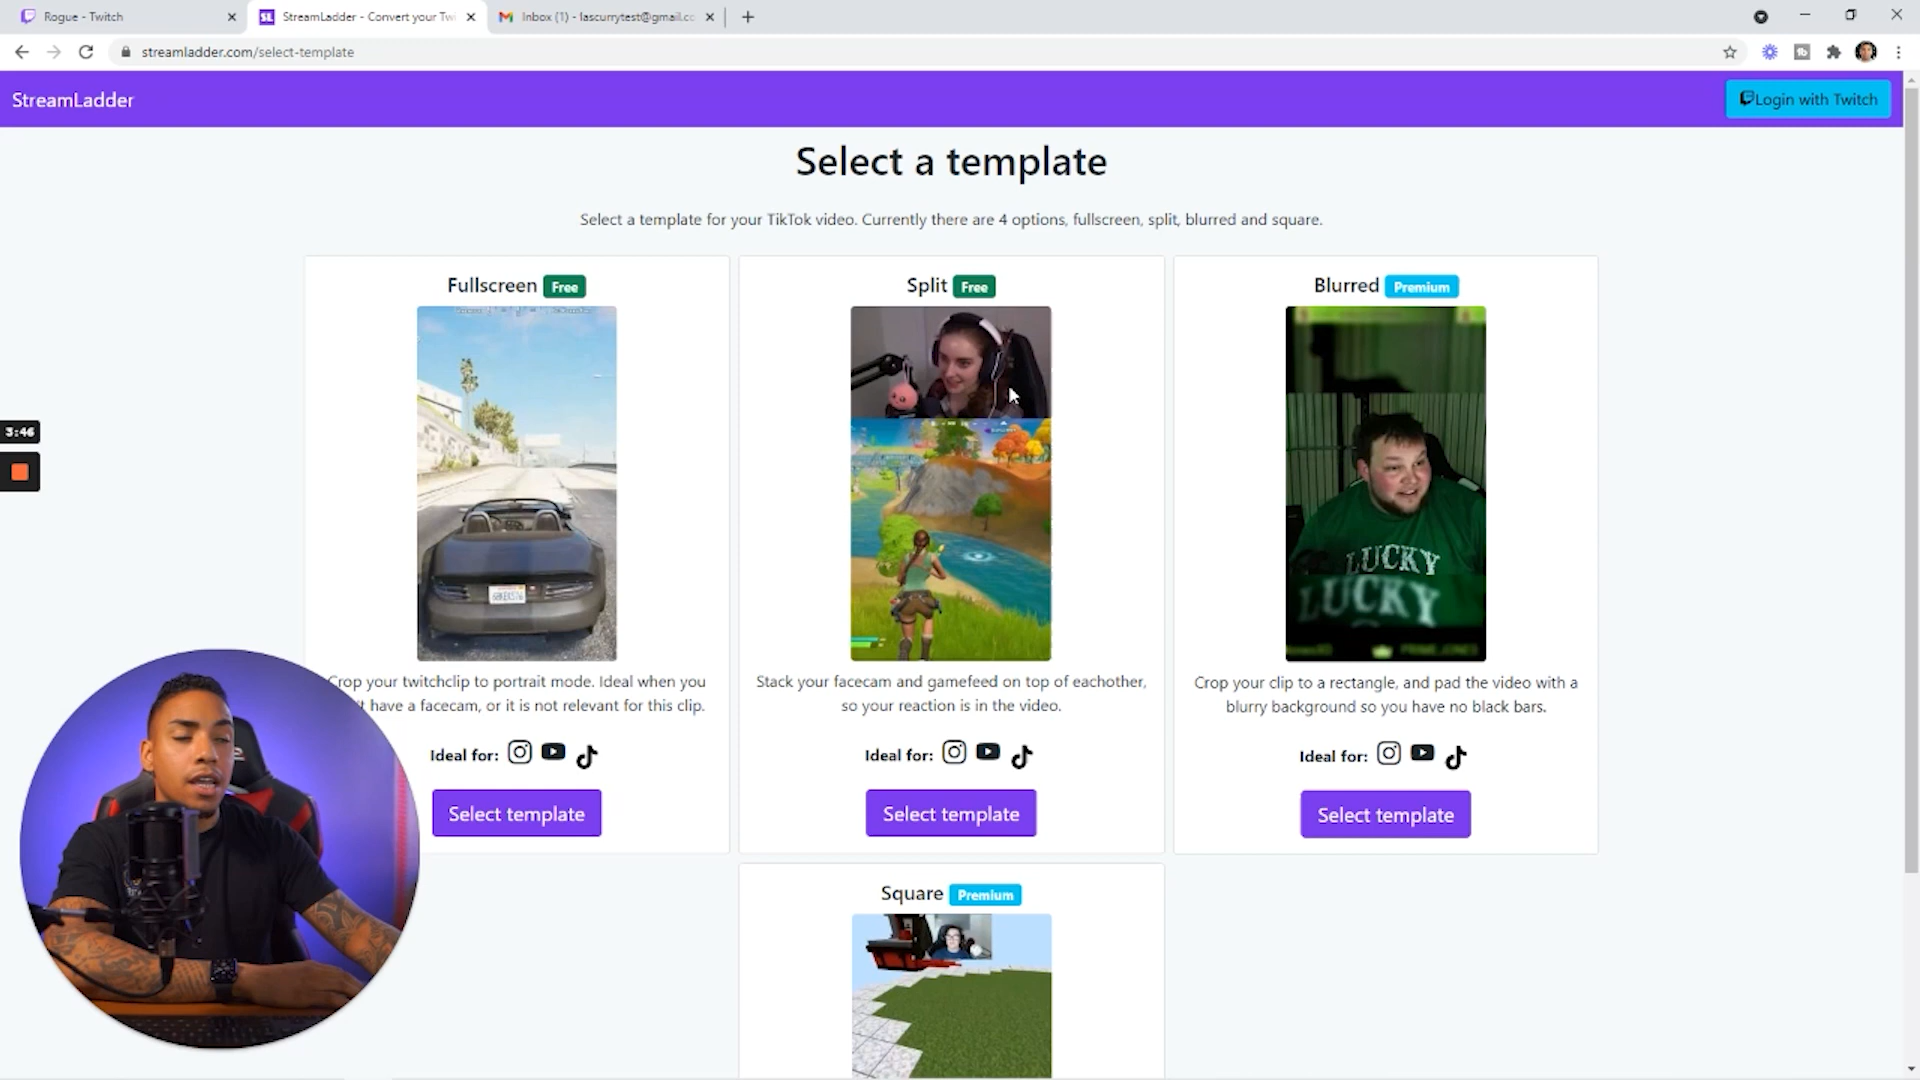 Rogue - Twitch
StreamLadder - Convert your Twi
Inbox (1) - lascurrytest@gmail.cc
streamladder.com/select-template
StreamLadder
Login with Twitch
Select a template
Select a template for your TikTok video. Currently there are 4 options, fullscreen, split, blurred and square.
Fullscreen Free
Split Free
Blurred Premium
3:46
LUCKY
LUCKY
Crop your twitchclip to portrait mode. Ideal when you
't have a facecam, or it is not relevant for this clip.
Ideal for:
Select template
Stack your facecam and gamefeed on top of eachother,
so your reaction is in the video.
Ideal for:
Select template
Crop your clip to a rectangle, and pad the video with a
blurry background so you have no black bars.
Ideal for:
Select template
Square Premium